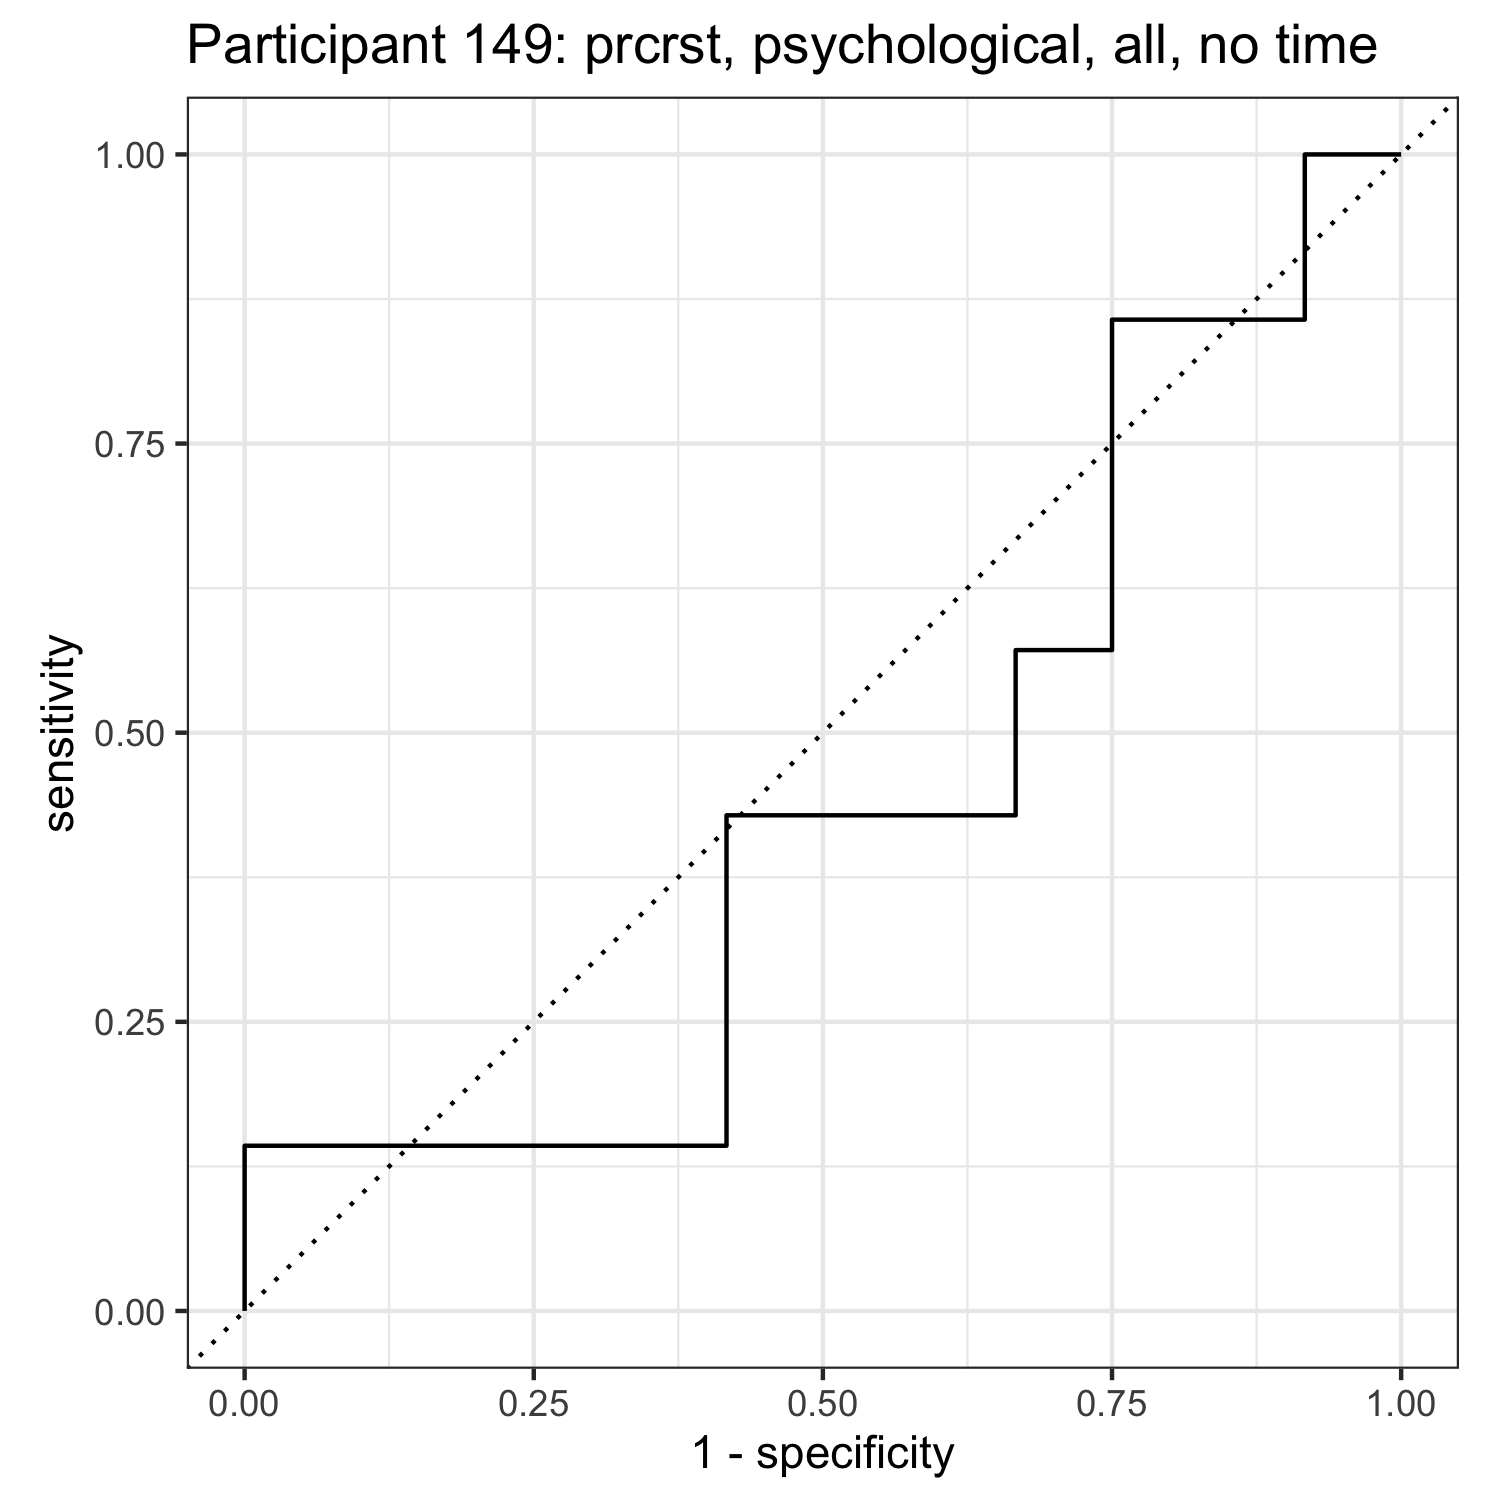 Participant 149: prcrst, psychological, all, no time
1.00
0.75
0.50
0.25
0.00
sensitivity
0.00 0.25 0.50 0.75 1.00
1 - specificity